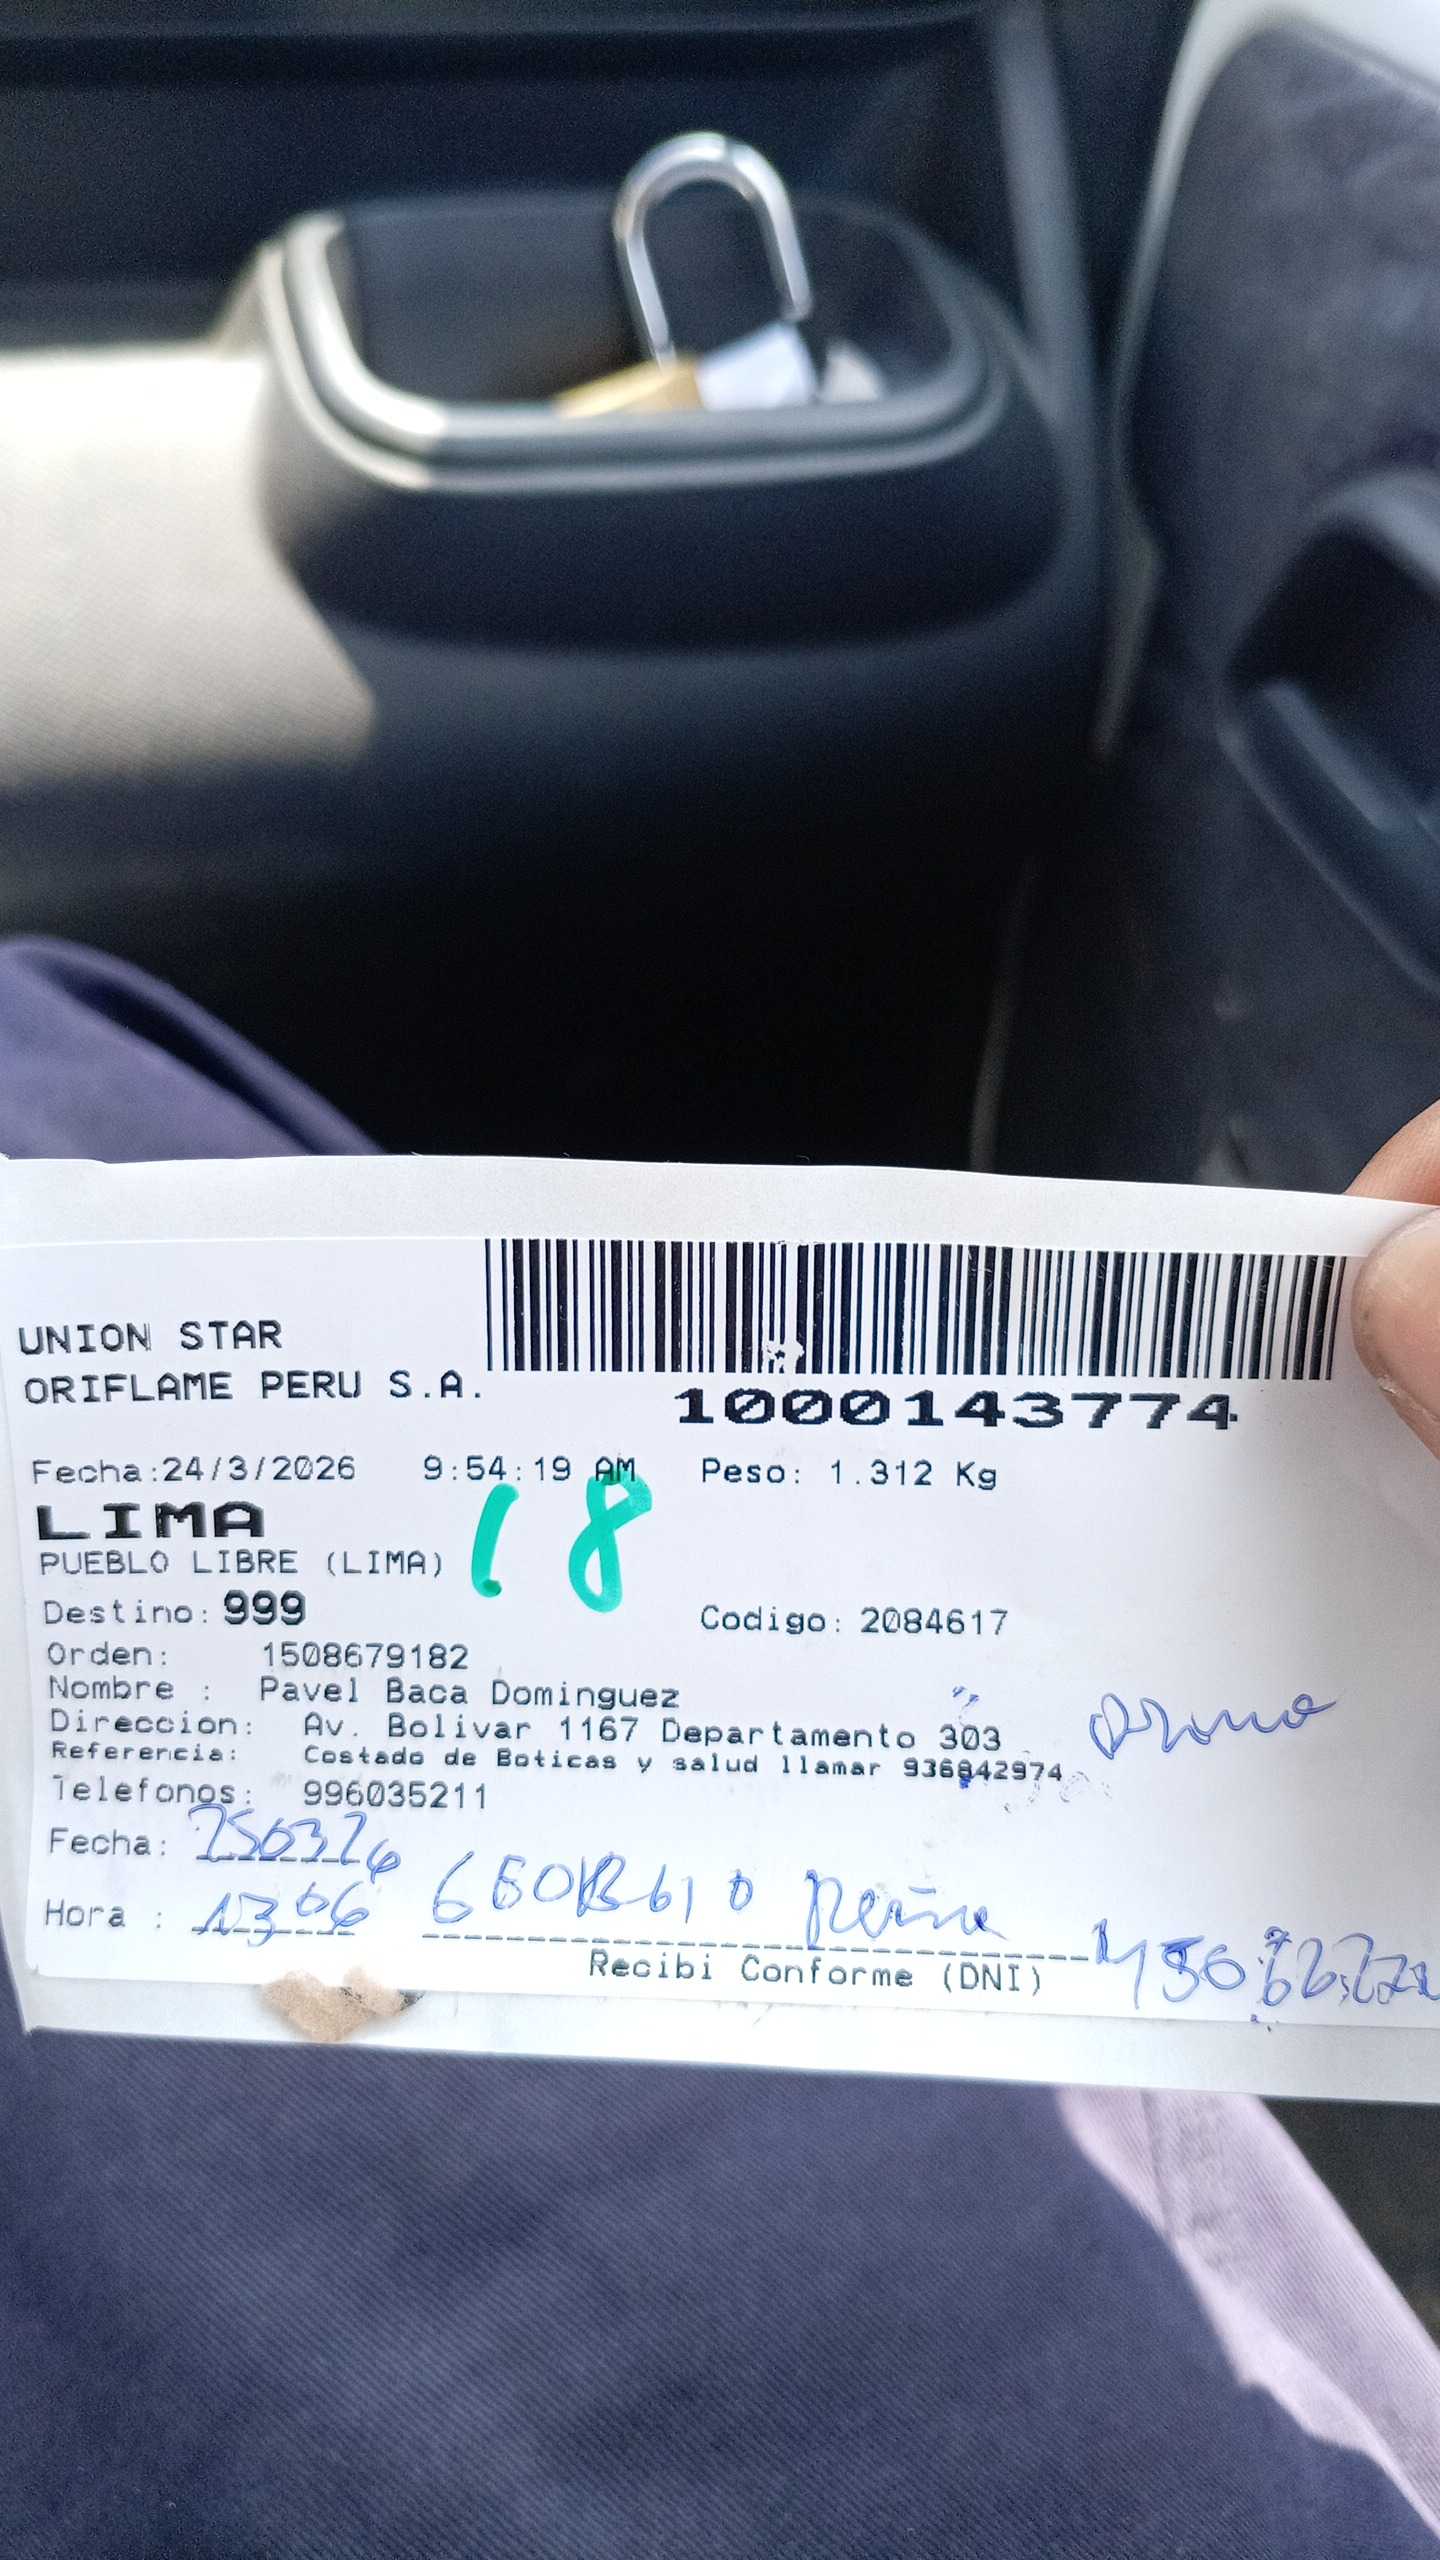 UNION STAR
ORIFLAME PERU S.A.
1000143774
Fecha:24/3/2026 9:54:19 AM Peso: 1.312 Kg
LIMA
PUEBLO LIBRE (LIMA)
18
Destino: 999 Codigo: 2084617
Orden: 1508679182
Nombre : Pavel Baca Dominguez
Direccion: Av. Bolivar 1167 Departamento 303
Referencia: Costado de Boticas y salud llamar 936842974
Telefonos: 996035211
Fecha: 250326
Hora : 1306
Recibi Conforme (DNI)